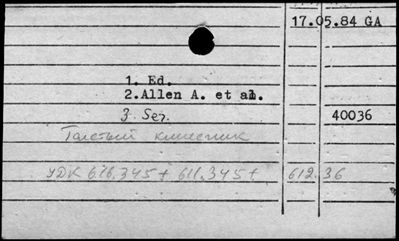 17.05.84 GA
1. Ed.
2.Allen A. et al.
3. Ser. 40036
Толстый кишечник
УДК 616.345 + 611.345 + 612.36